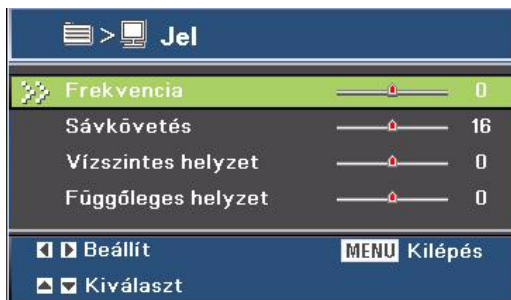 > Jel
Frekvencia 0
Sávkövetés 16
Vízszintes helyzet 0
Függőleges helyzet 0
Beállít MENU Kilépés
Kiválaszt